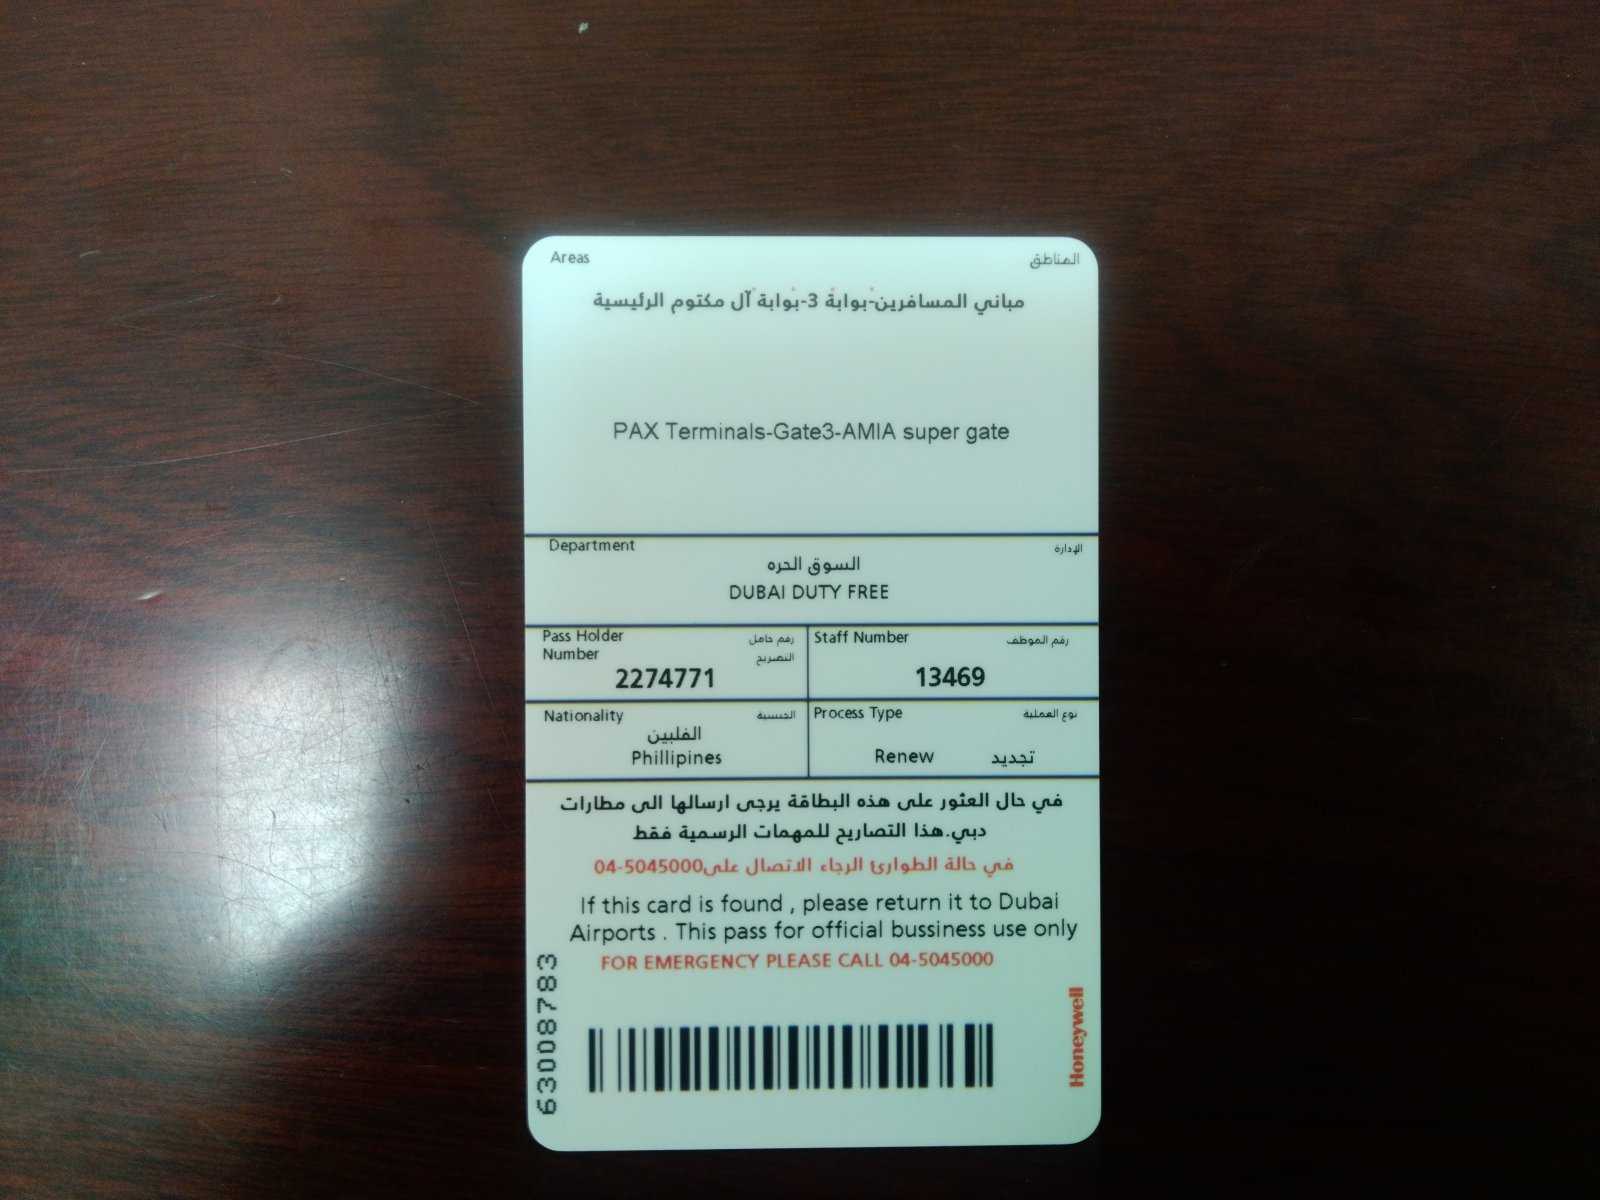 Areas المناطق
مباني المسافرين-بوابة 3-بوابة آل مكتوم الرئيسية
PAX Terminals-Gate3-AMIA super gate
Department الإدارة
السوق الحره
DUBAI DUTY FREE
Pass Holder رقم حامل
Number التصريح
2274771
Staff Number رقم الموظف
13469
Nationality الجنسية
الفلبين
Phillipines
Process Type نوع العملية
Renew تجديد
في حال العثور على هذه البطاقة يرجى ارسالها الى مطارات
دبي.هذا التصاريح للمهمات الرسمية فقط
في حالة الطوارئ الرجاء الاتصال على04-5045000
If this card is found , please return it to Dubai
Airports . This pass for official bussiness use only
FOR EMERGENCY PLEASE CALL 04-5045000
63008783
Honeywell